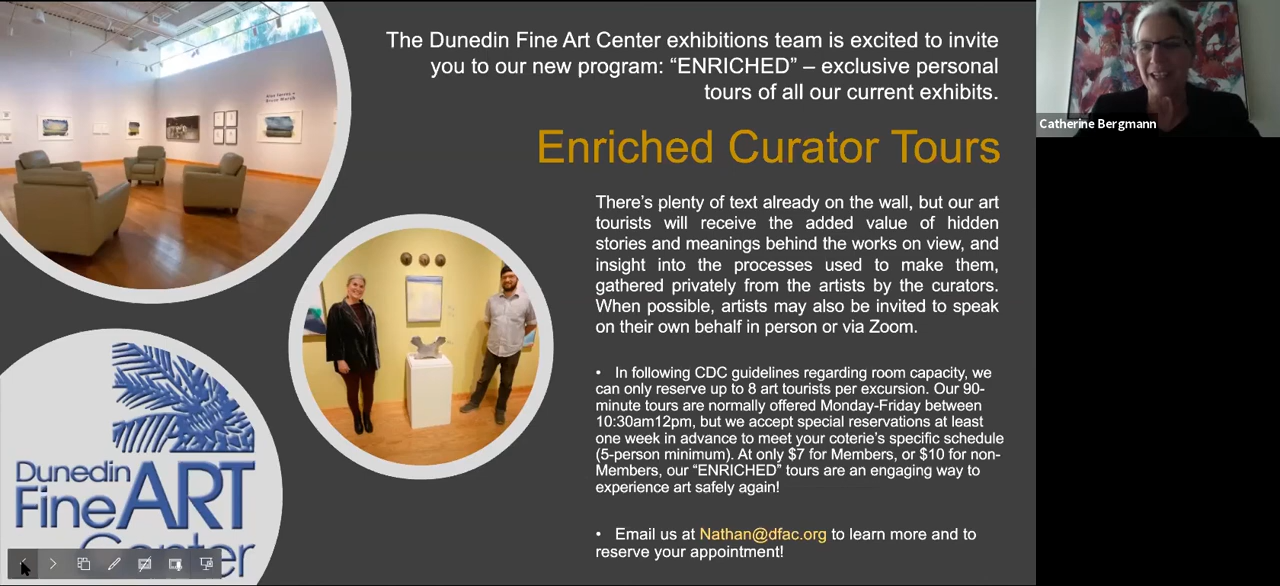 The Dunedin Fine Art Center exhibitions team is excited to invite
you to our new program: “ENRICHED” – exclusive personal
tours of all our current exhibits.
Enriched Curator Tours
There’s plenty of text already on the wall, but our art
tourists will receive the added value of hidden
stories and meanings behind the works on view, and
insight into the processes used to make them,
gathered privately from the artists by the curators.
When possible, artists may also be invited to speak
on their own behalf in person or via Zoom.
• In following CDC guidelines regarding room capacity, we
can only reserve up to 8 art tourists per excursion. Our 90-
minute tours are normally offered Monday-Friday between
10:30am12pm, but we accept special reservations at least
one week in advance to meet your coterie’s specific schedule
(5-person minimum). At only $7 for Members, or $10 for non-
Members, our “ENRICHED” tours are an engaging way to
experience art safely again!
• Email us at Nathan@dfac.org to learn more and to
reserve your appointment!
Dunedin
Fine ART
Center
Catherine Bergmann